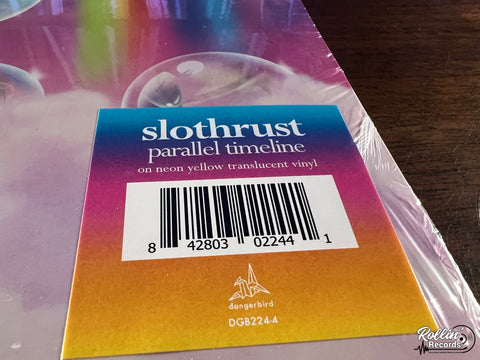 slothrust
parallel timeline
on neon yellow translucent vinyl
8 42803 02244 1
dangerbird
DGB224-4
Rollin'
Records